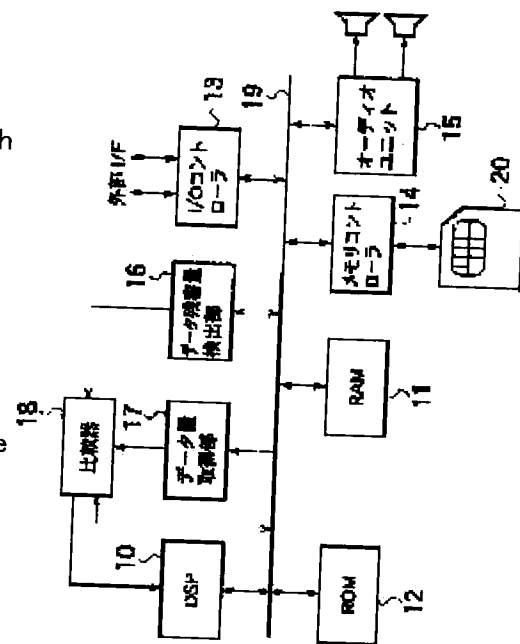 h
e
18
比較器
10
DSP
17
データ量
取得部
16
データ残容量
検出部
外部 I/F
13
I/Oコント
ローラ
19
ROM
12
RAM
11
メモリコント
ローラ
14
オーディオ
ユニット
15
20